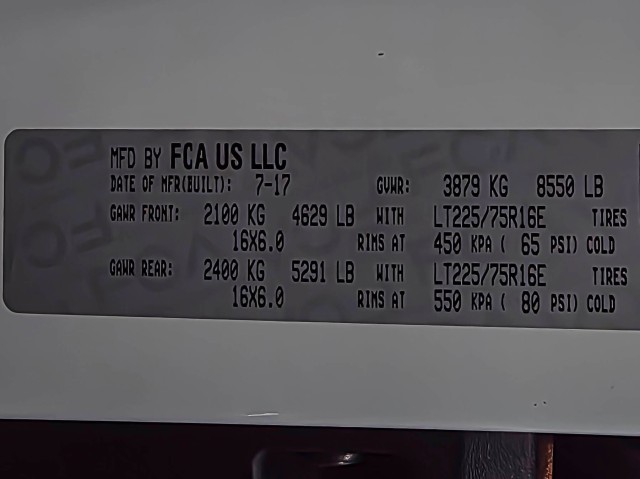 MFD BY FCA US LLC
DATE OF MFR(BUILT): 7-17 GVWR: 3879 KG 8550 LB
GAWR FRONT: 2100 KG 4629 LB WITH LT225/75R16E TIRES
16X6.0 RIMS AT 450 KPA ( 65 PSI) COLD
GAWR REAR: 2400 KG 5291 LB WITH LT225/75R16E TIRES
16X6.0 RIMS AT 550 KPA ( 80 PSI) COLD